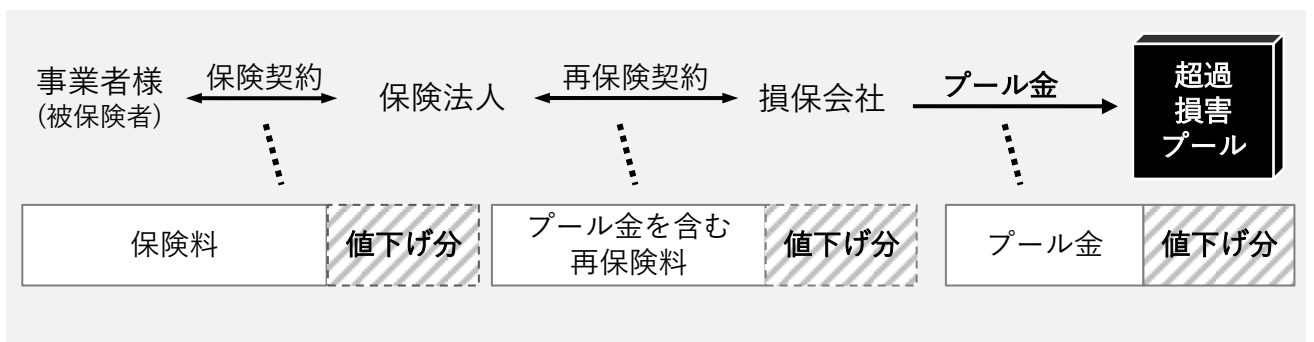 事業者様
(被保険者)
保険契約
保険法人
再保険契約
損保会社
プール金
超過
損害
プール
保険料
値下げ分
プール金を含む
再保険料
値下げ分
プール金
値下げ分